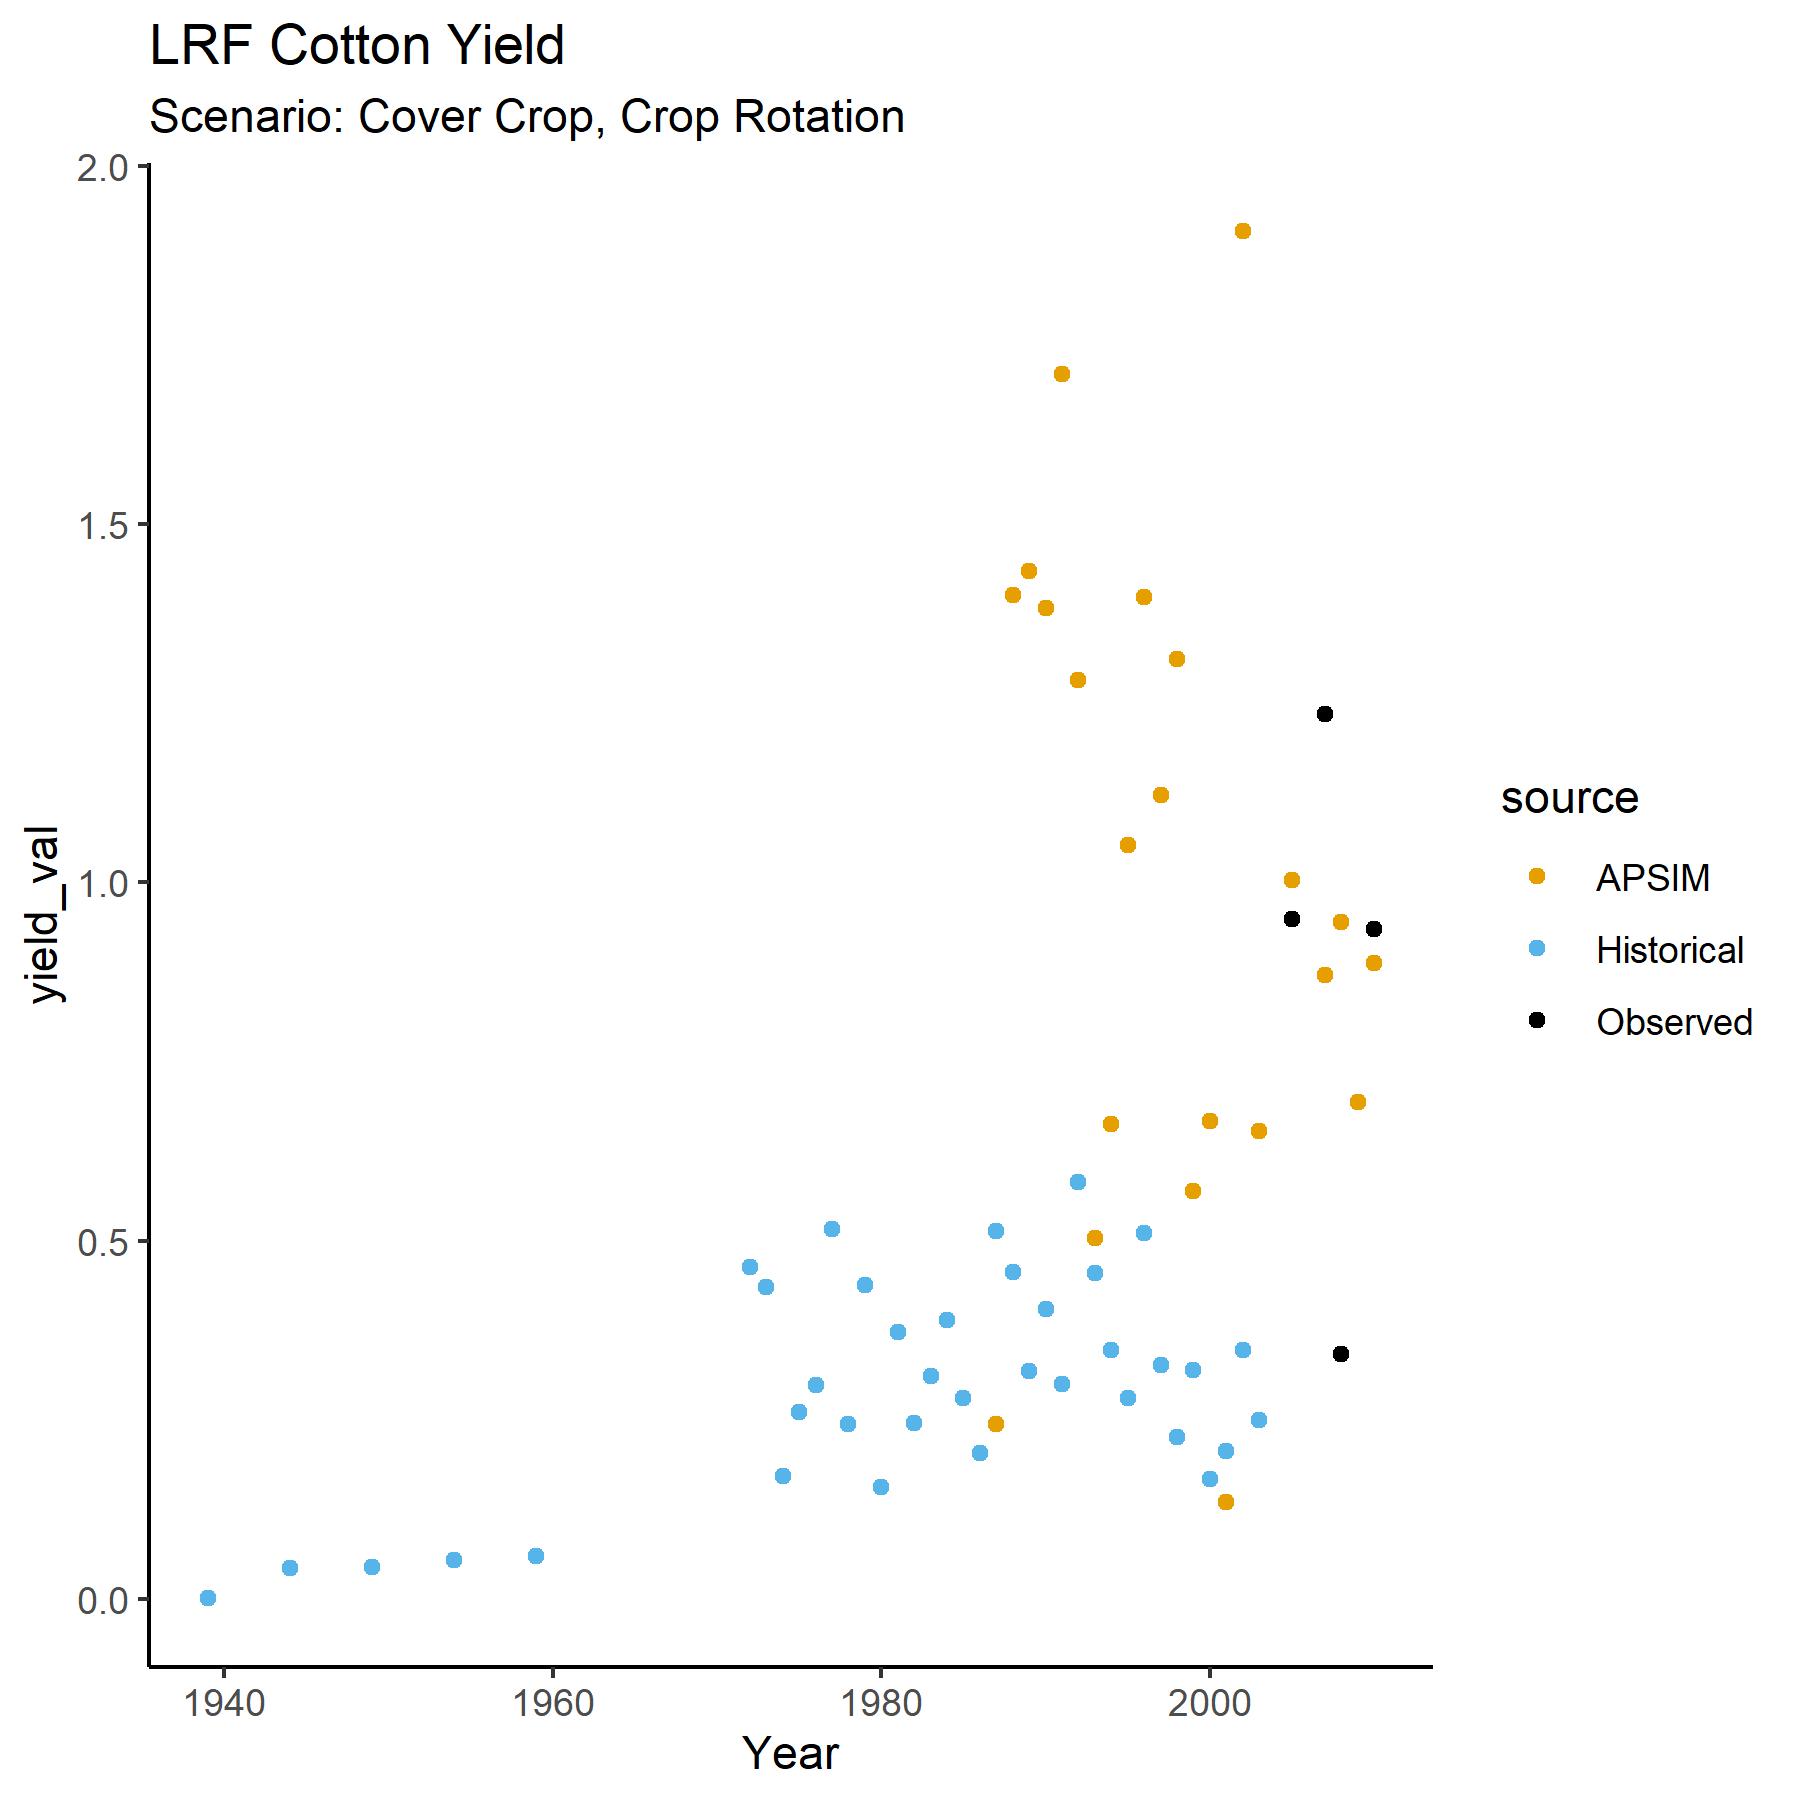 LRF Cotton Yield
Scenario: Cover Crop, Crop Rotation
2.0
1.5
1.0
0.5
0.0
yield_val
1940 1960 1980 2000
Year
source
APSIM
Historical
Observed